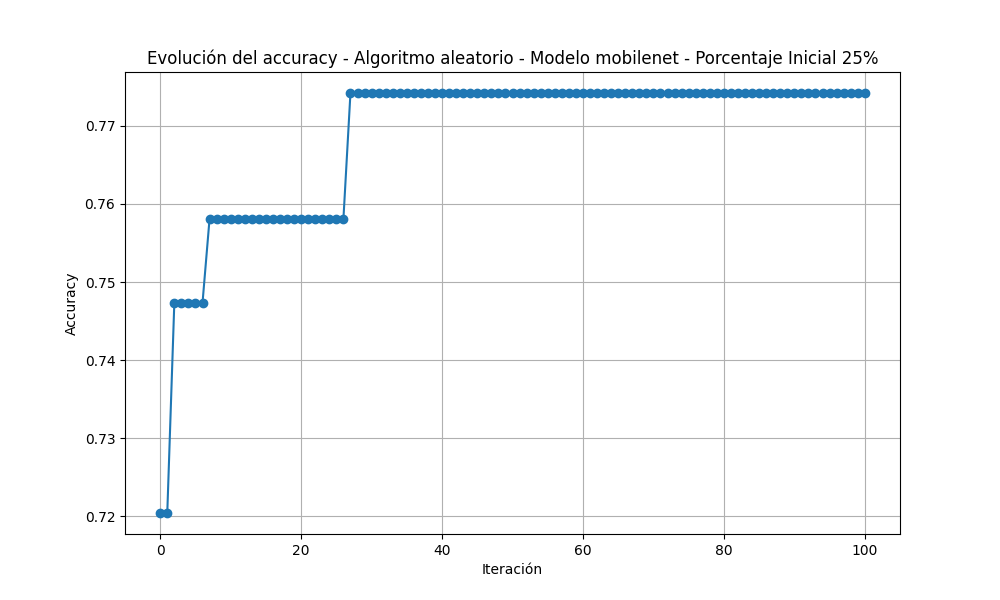 Evolución del accuracy - Algoritmo aleatorio - Modelo mobilenet - Porcentaje Inicial 25%
0.77
0.76
0.75
0.74
0.73
0.72
Accuracy
0 20 40 60 80 100
Iteración